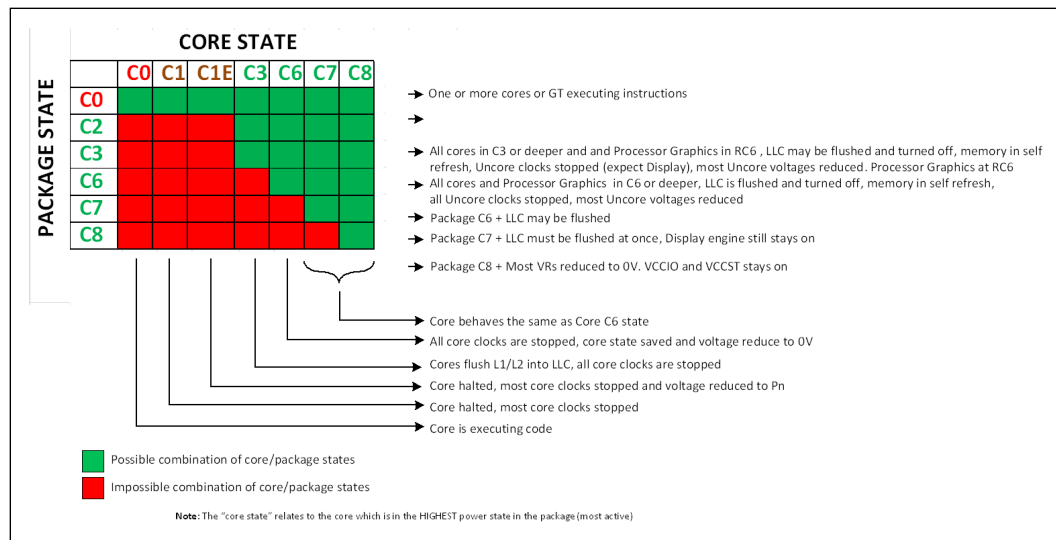 CORE STATE
PACKAGE STATE
C0 C1 C1E C3 C6 C7 C8
C0
C2
C3
C6
C7
C8
One or more cores or GT executing instructions
All cores in C3 or deeper and and Processor Graphics in RC6 , LLC may be flushed and turned off, memory in self
refresh, Uncore clocks stopped (expect Display), most Uncore voltages reduced. Processor Graphics at RC6
All cores and Processor Graphics in C6 or deeper, LLC is flushed and turned off, memory in self refresh,
all Uncore clocks stopped, most Uncore voltages reduced
Package C6 + LLC may be flushed
Package C7 + LLC must be flushed at once, Display engine still stays on
Package C8 + Most VRs reduced to 0V. VCCIO and VCCST stays on
Core behaves the same as Core C6 state
All core clocks are stopped, core state saved and voltage reduce to 0V
Cores flush L1/L2 into LLC, all core clocks are stopped
Core halted, most core clocks stopped and voltage reduced to Pn
Core halted, most core clocks stopped
Core is executing code
Possible combination of core/package states
Impossible combination of core/package states
Note: The "core state" relates to the core which is in the HIGHEST power state in the package (most active)